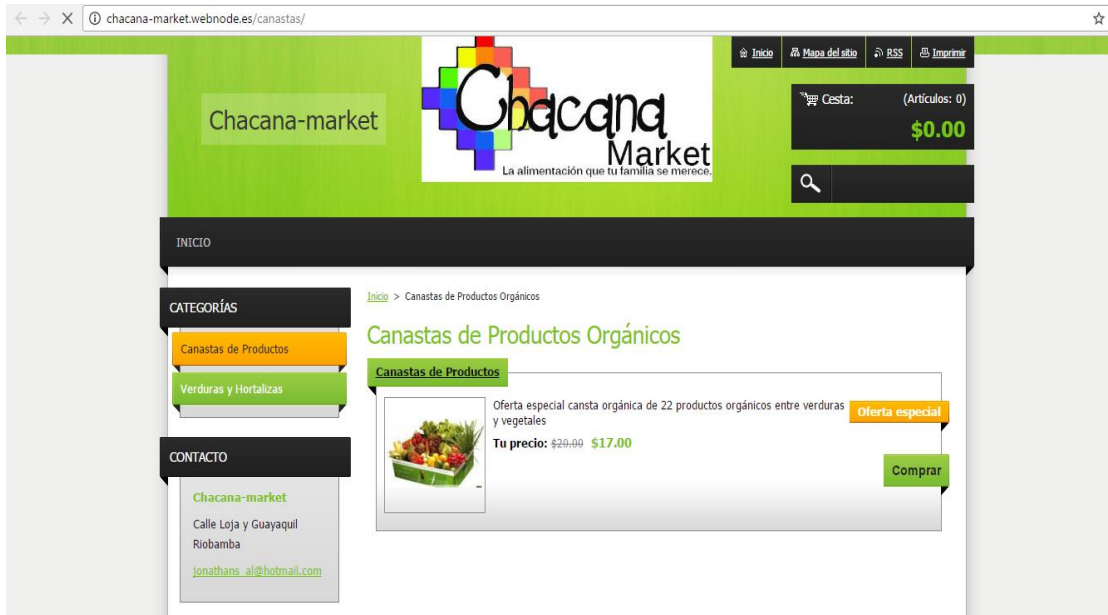 chacana-market.webnode.es/canastas/
Inicio
Mapa del sitio
RSS
Imprimir
Chacana-market
Chacana
Market
La alimentación que tu familia se merece.
Cesta: (Artículos: 0)
$0.00
INICIO
CATEGORÍAS
Canastas de Productos
Verduras y Hortalizas
CONTACTO
Chacana-market
Calle Loja y Guayaquil
Riobamba
jonathans_al@hotmail.com
Inicio > Canastas de Productos Orgánicos
Canastas de Productos Orgánicos
Canastas de Productos
Oferta especial cansta orgánica de 22 productos orgánicos entre verduras
y vegetales
Oferta especial
Tu precio: $20.00 $17.00
Comprar